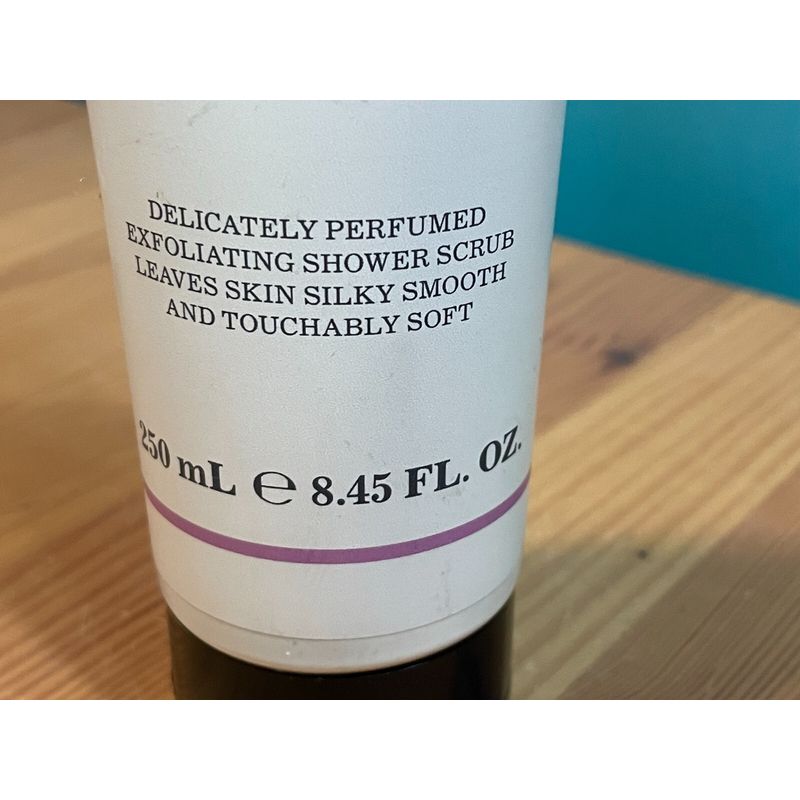 DELICATELY PERFUMED
EXFOLIATING SHOWER SCRUB
LEAVES SKIN SILKY SMOOTH
AND TOUCHABLY SOFT
250 mL ℮ 8.45 FL. OZ.